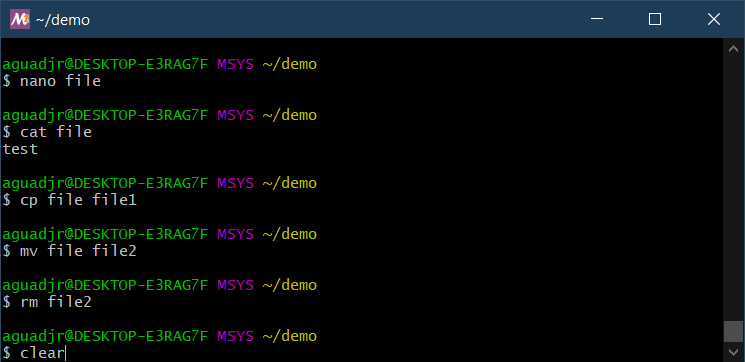 ~/demo
aguadjr@DESKTOP-E3RAG7F MSYS ~/demo
$ nano file
aguadjr@DESKTOP-E3RAG7F MSYS ~/demo
$ cat file
test
aguadjr@DESKTOP-E3RAG7F MSYS ~/demo
$ cp file file1
aguadjr@DESKTOP-E3RAG7F MSYS ~/demo
$ mv file file2
aguadjr@DESKTOP-E3RAG7F MSYS ~/demo
$ rm file2
aguadjr@DESKTOP-E3RAG7F MSYS ~/demo
$ clear